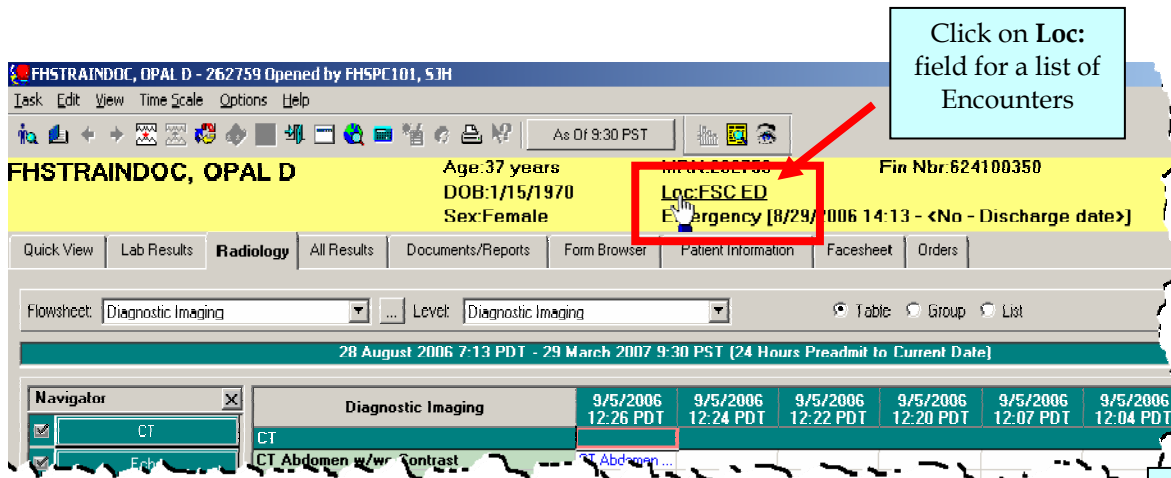 Click on Loc:
field for a list of
Encounters
FHSTRAINDOC, OPAL D - 262759 Opened by FHSPC101, SJH
Task Edit View Time Scale Options Help
As Of 9:30 PST
FHSTRAINDOC, OPAL D
Age:37 years
Fin Nbr:624100350
DOB:1/15/1970
Loc:FSC ED
Sex:Female
Emergency [8/29/2006 14:13 - <No - Discharge date>]
Quick View Lab Results Radiology All Results Documents/Reports Form Browser Patient Information Facesheet Orders
Flowsheet: Diagnostic Imaging ... Level: Diagnostic Imaging Table Group List
28 August 2006 7:13 PDT - 29 March 2007 9:30 PST (24 Hours Preadmit to Current Date)
Navigator
CT
Diagnostic Imaging
9/5/2006 9/5/2006 9/5/2006 9/5/2006 9/5/2006 9/5/2006
12:26 PDT 12:24 PDT 12:22 PDT 12:20 PDT 12:07 PDT 12:04 PDT
CT
CT Abdomen w/wo Contrast
CT Abdomen ...